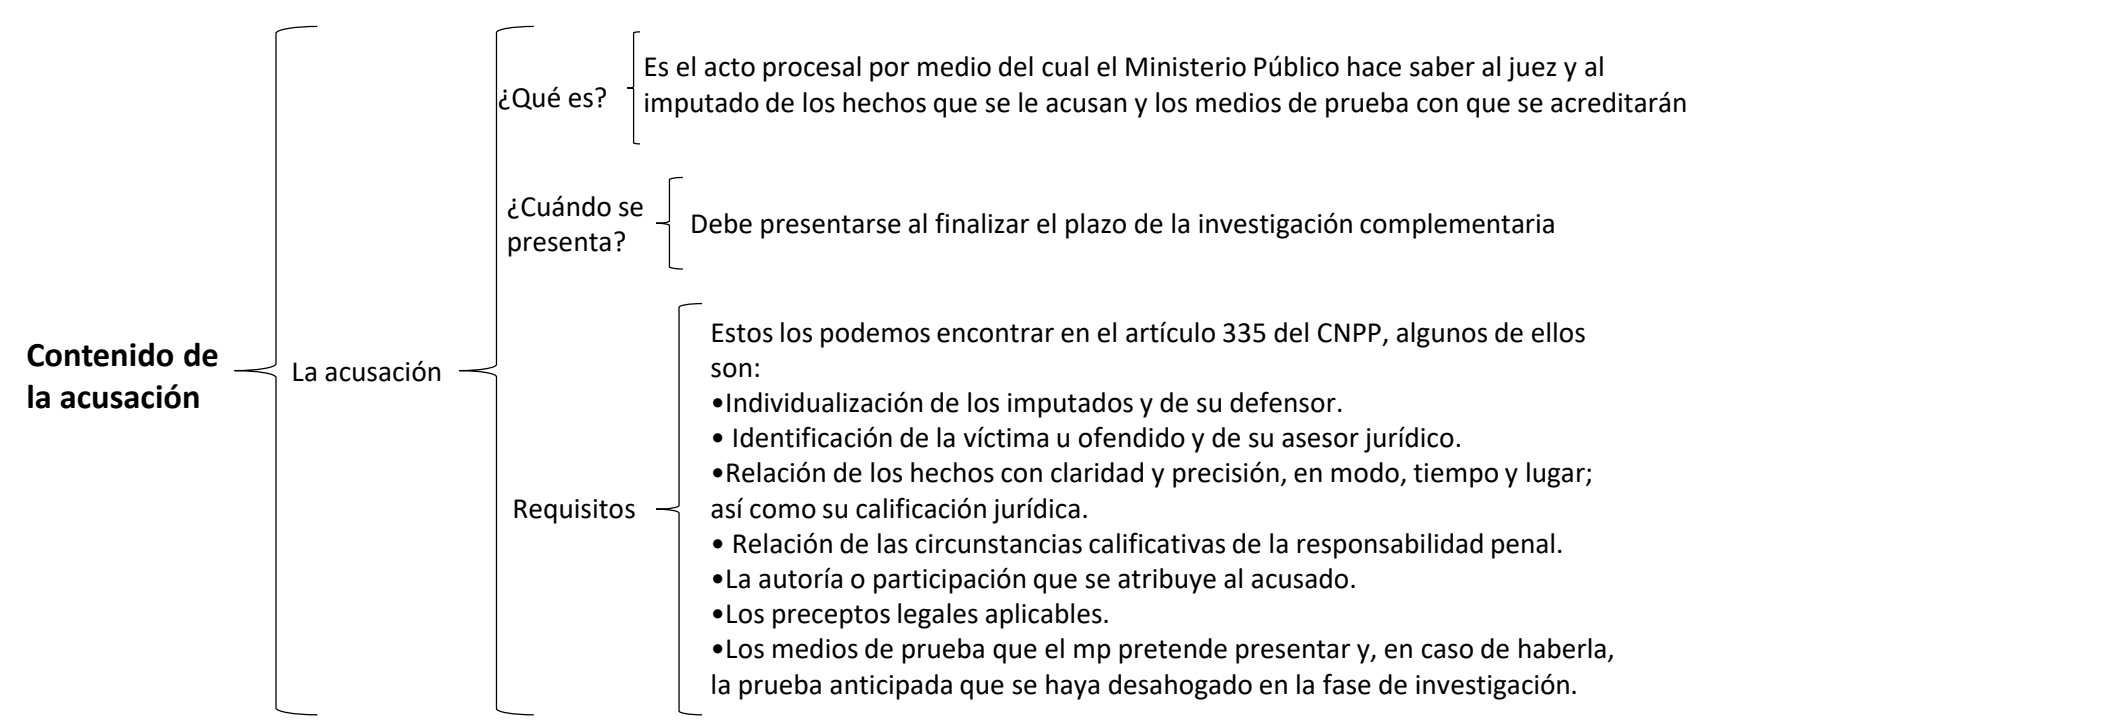 Contenido de
la acusación
La acusación
¿Qué es?
Es el acto procesal por medio del cual el Ministerio Público hace saber al juez y al
imputado de los hechos que se le acusan y los medios de prueba con que se acreditarán
¿Cuándo se
presenta?
Debe presentarse al finalizar el plazo de la investigación complementaria
Requisitos
Estos los podemos encontrar en el artículo 335 del CNPP, algunos de ellos
son:
•Individualización de los imputados y de su defensor.
• Identificación de la víctima u ofendido y de su asesor jurídico.
•Relación de los hechos con claridad y precisión, en modo, tiempo y lugar;
así como su calificación jurídica.
• Relación de las circunstancias calificativas de la responsabilidad penal.
•La autoría o participación que se atribuye al acusado.
•Los preceptos legales aplicables.
•Los medios de prueba que el mp pretende presentar y, en caso de haberla,
la prueba anticipada que se haya desahogado en la fase de investigación.